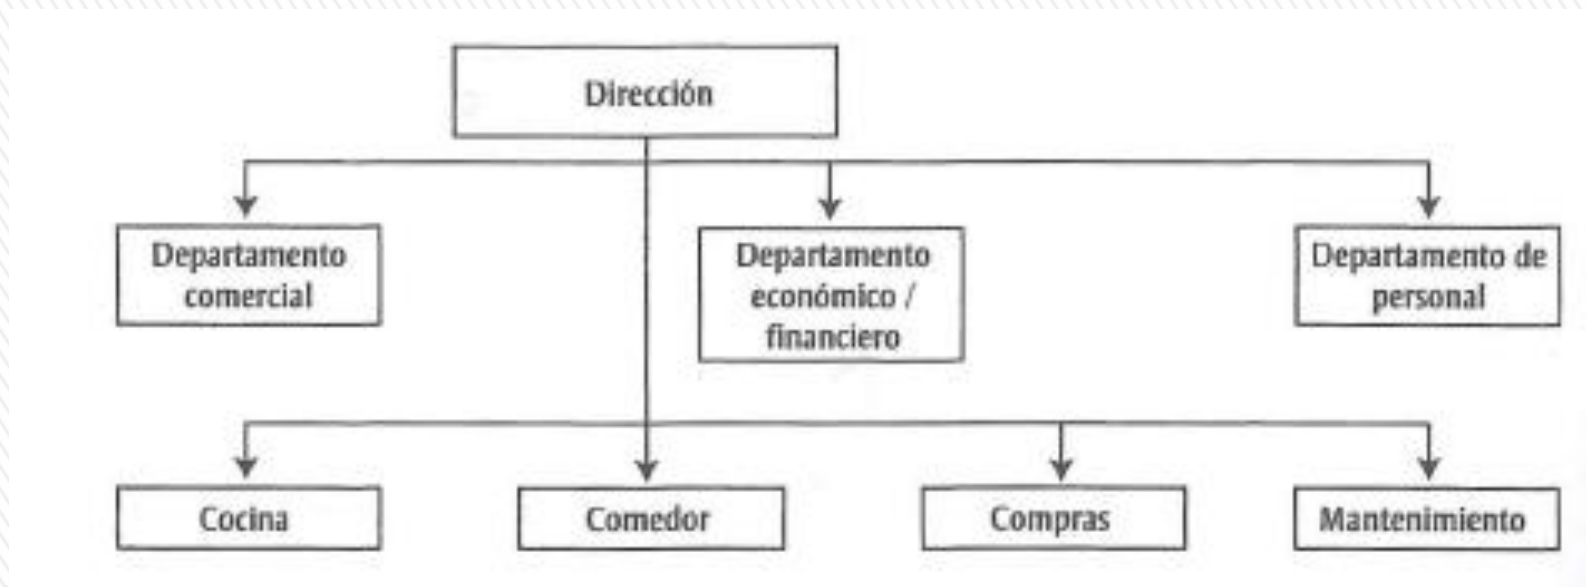 Dirección
Departamento
comercial
Departamento
económico /
financiero
Departamento de
personal
Cocina
Comedor
Compras
Mantenimiento